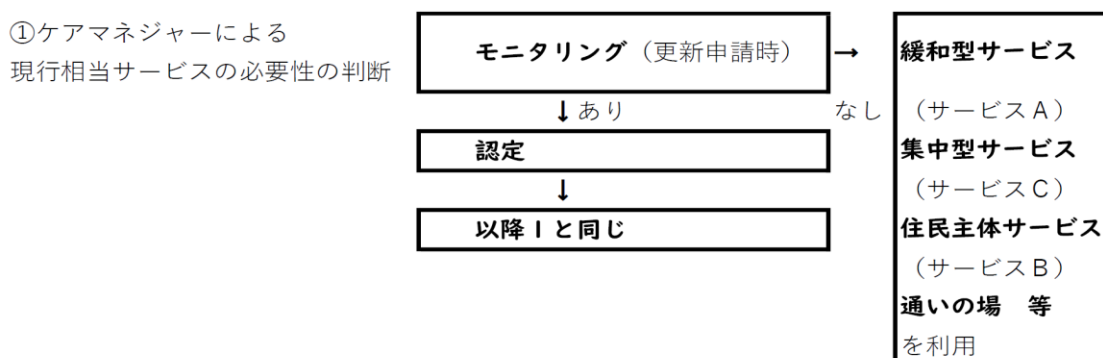 ①ケアマネジャーによる
現行相当サービスの必要性の判断
モニタリング（更新申請時）
→
↓あり
なし
認定
↓
以降Ⅰと同じ
緩和型サービス
（サービスＡ）
集中型サービス
（サービスＣ）
住民主体サービス
（サービスＢ）
通いの場　等
を利用